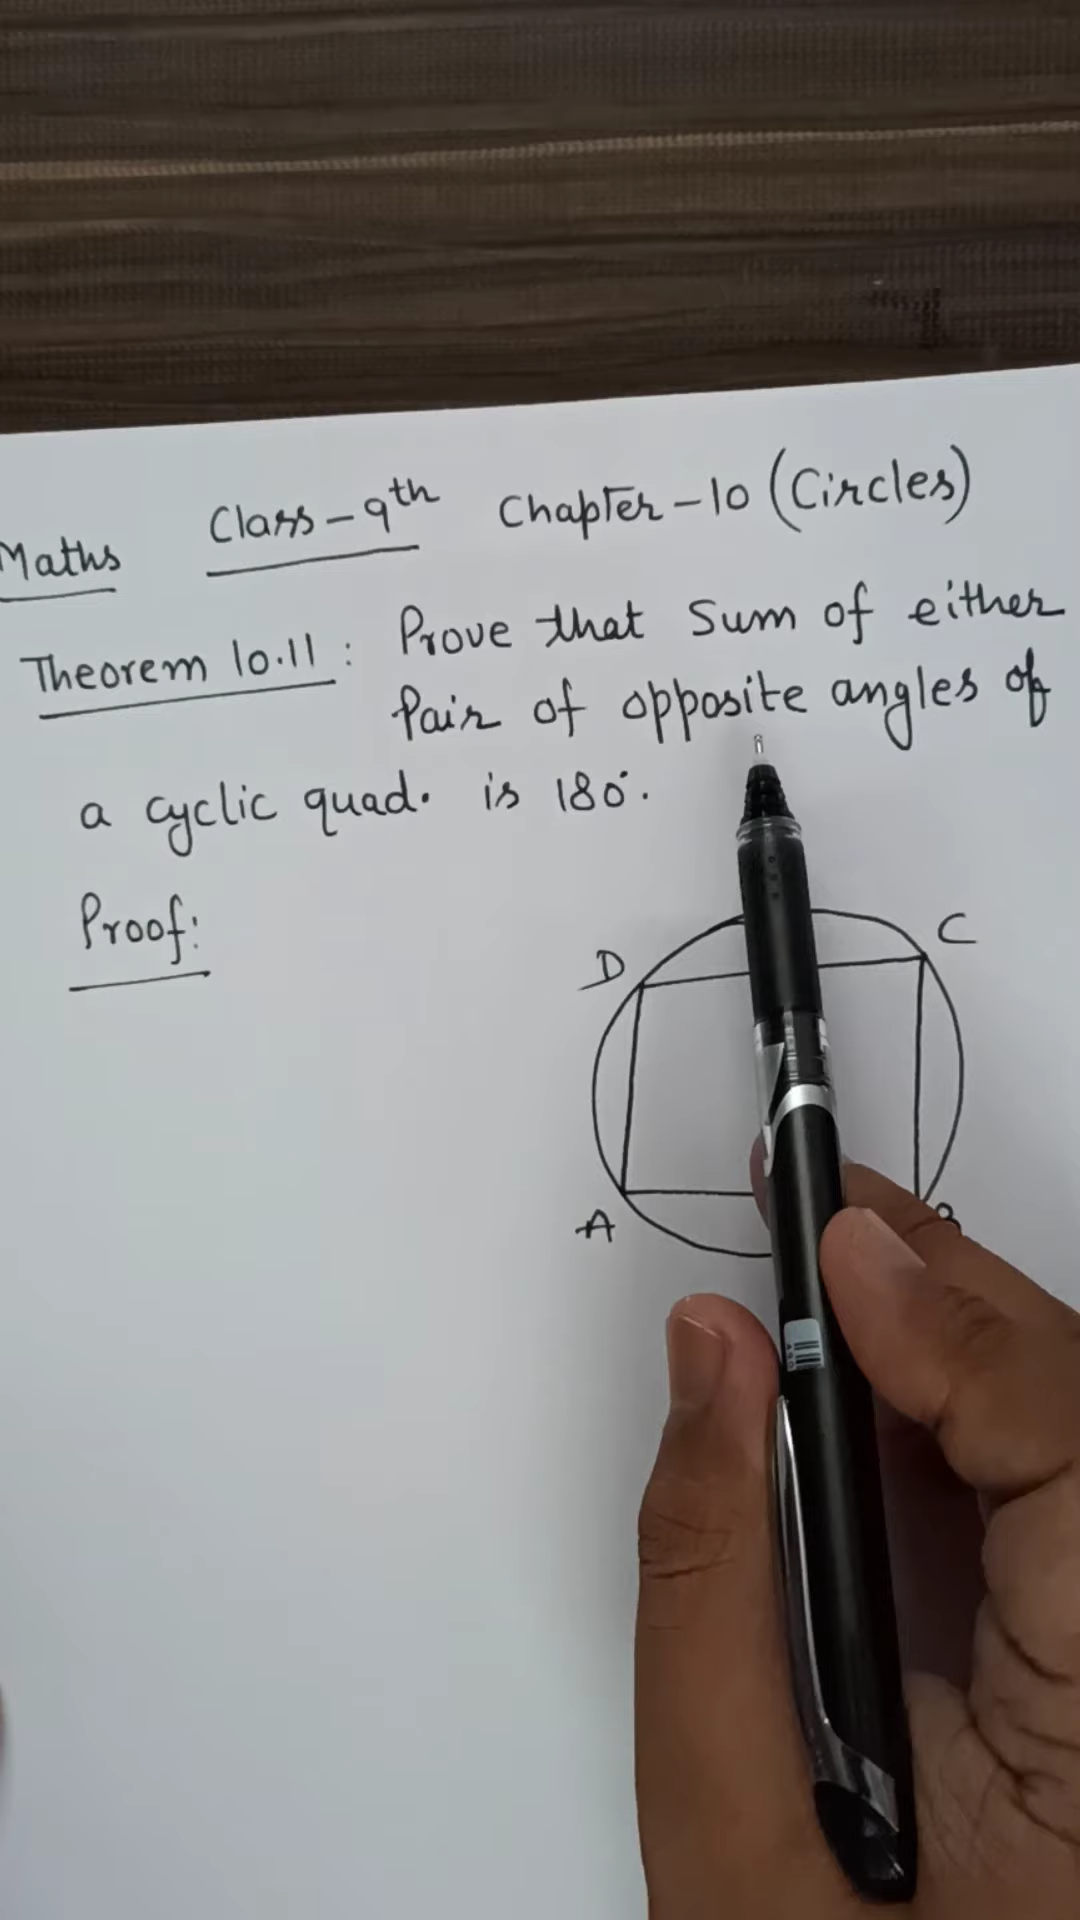 Maths Class-9th Chapter-10 (Circles)
Theorem 10.11: Prove that Sum of either
Pair of opposite angles of
a cyclic quad. is 180°.
Proof:
D C
A B